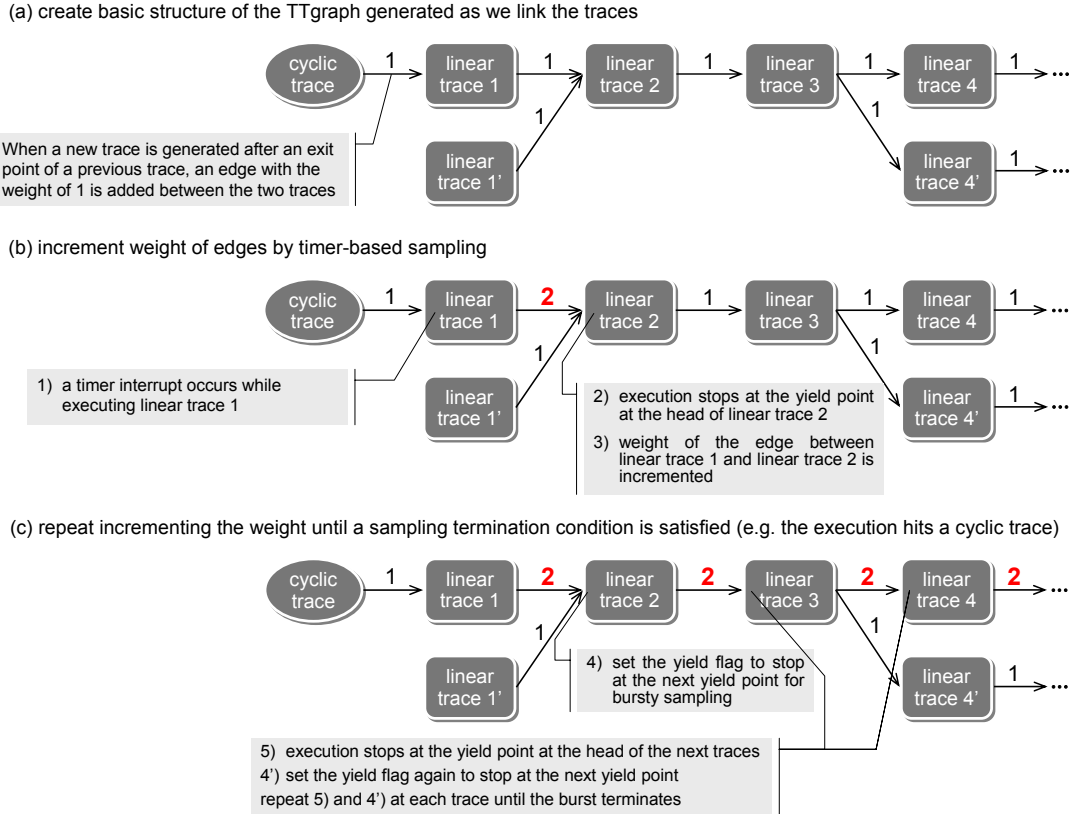 (a) create basic structure of the TTgraph generated as we link the traces
cyclic
trace
1
linear
trace 1
1
linear
trace 2
1
linear
trace 3
1
linear
trace 4
1
...
1
1
When a new trace is generated after an exit
point of a previous trace, an edge with the
weight of 1 is added between the two traces
linear
trace 1’
linear
trace 4’
1
...
(b) increment weight of edges by timer-based sampling
cyclic
trace
1
linear
trace 1
2
linear
trace 2
1
linear
trace 3
1
linear
trace 4
1
...
1
1
1) a timer interrupt occurs while
executing linear trace 1
linear
trace 1’
2) execution stops at the yield point
at the head of linear trace 2
3) weight of the edge between
linear trace 1 and linear trace 2 is
incremented
linear
trace 4’
1
...
(c) repeat incrementing the weight until a sampling termination condition is satisfied (e.g. the execution hits a cyclic trace)
cyclic
trace
1
linear
trace 1
2
linear
trace 2
2
linear
trace 3
2
linear
trace 4
2
...
1
1
linear
trace 1’
4) set the yield flag to stop
at the next yield point for
bursty sampling
linear
trace 4’
1
...
5) execution stops at the yield point at the head of the next traces
4’) set the yield flag again to stop at the next yield point
repeat 5) and 4’) at each trace until the burst terminates